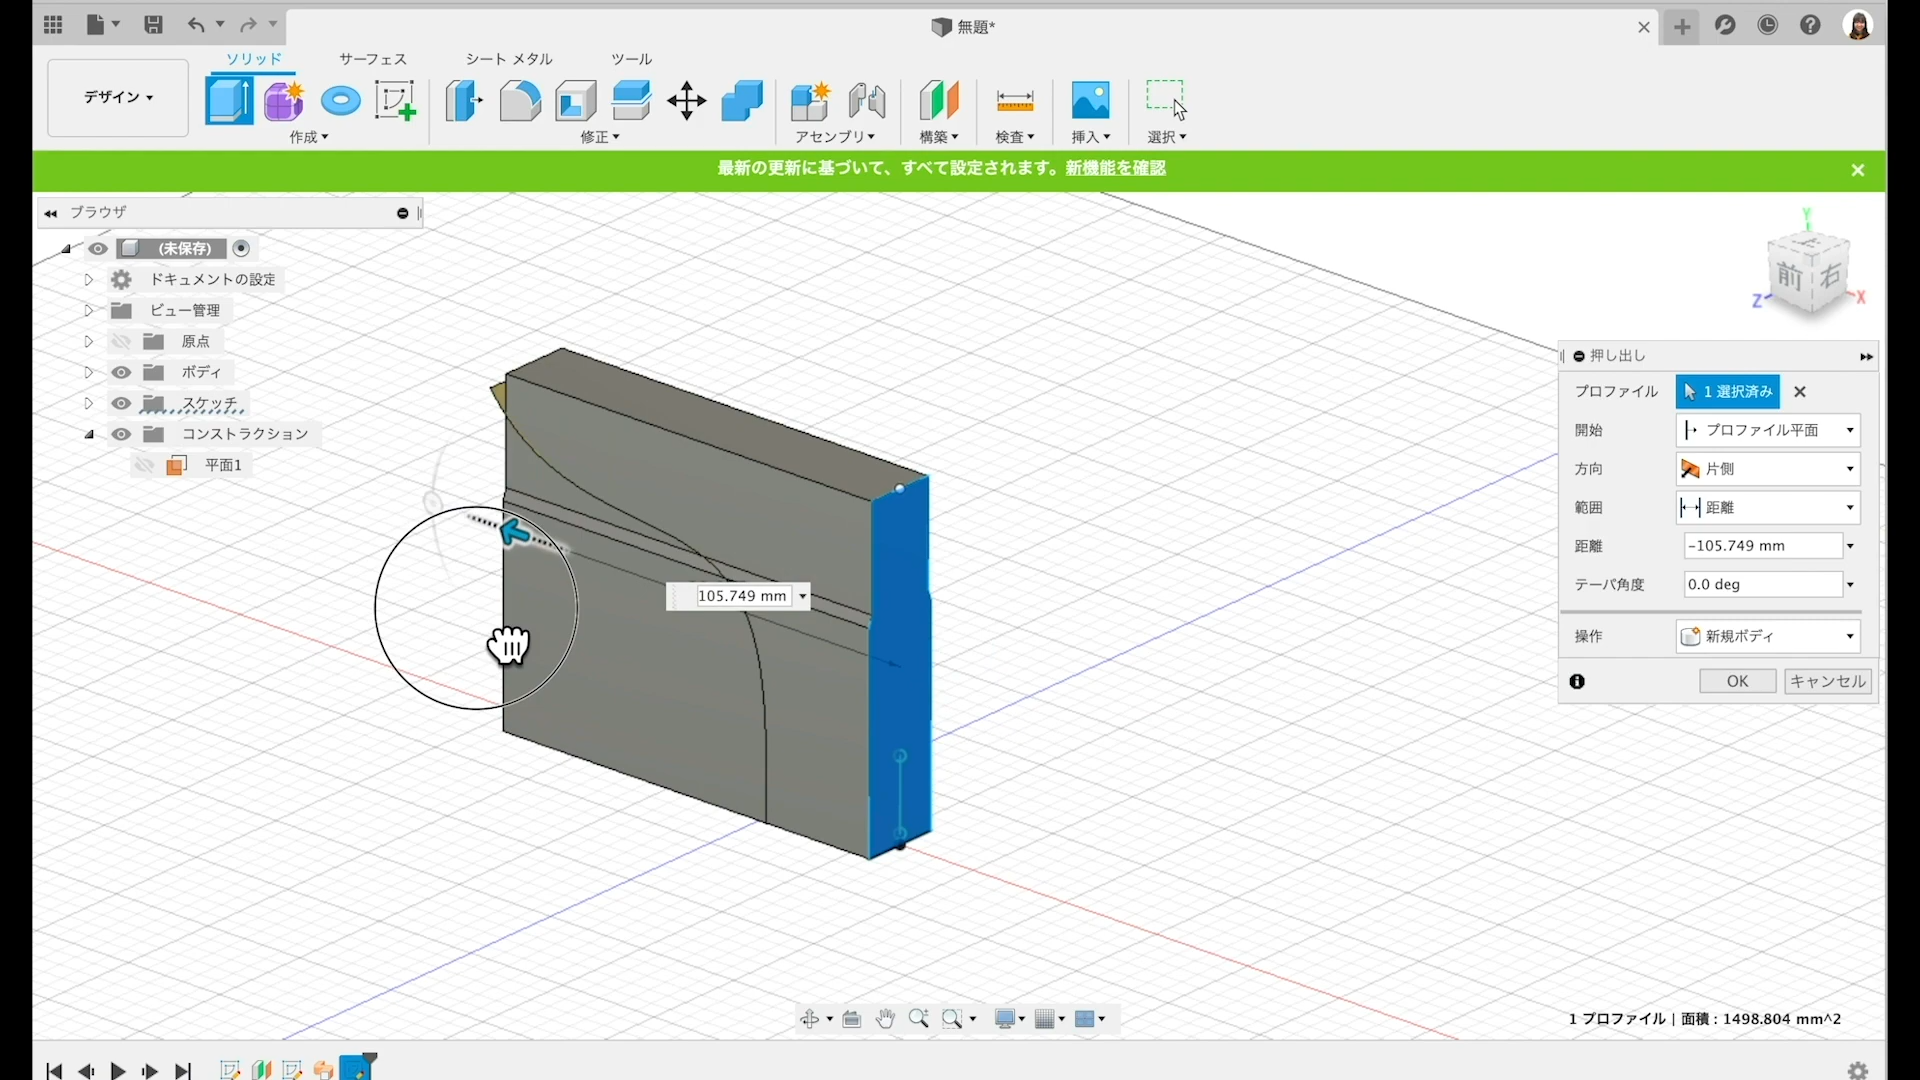 無題*
ソリッド
サーフェス
シート メタル
ツール
デザイン
作成
修正
アセンブリ
構築
検査
挿入
選択
最新の更新に基づいて、すべて設定されます。新機能を確認
ブラウザ
(未保存)
ドキュメントの設定
ビュー管理
原点
ボディ
スケッチ
コンストラクション
平面1
Y
上
前
右
Z
X
105.749 mm
押し出し
プロファイル
1 選択済み
開始
プロファイル平面
方向
片側
範囲
距離
距離
-105.749 mm
テーパ角度
0.0 deg
操作
新規ボディ
OK
キャンセル
1 プロファイル | 面積 : 1498.804 mm^2